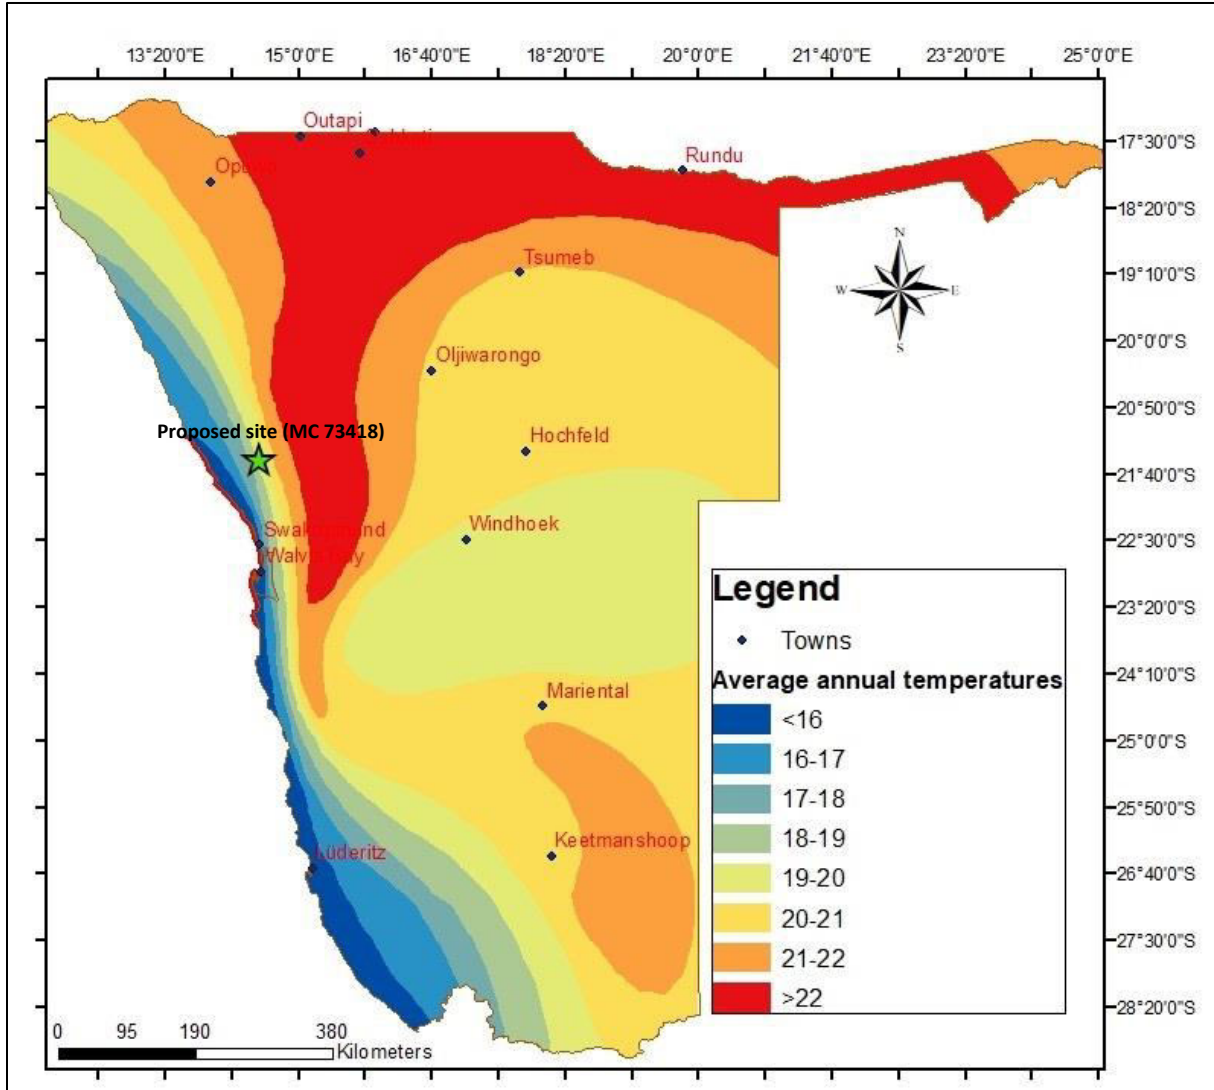 13°20'0"E 15°0'0"E 16°40'0"E 18°20'0"E 20°0'0"E 21°40'0"E 23°20'0"E 25°0'0"E
Outapi
17°30'0"S
Rundu
18°20'0"S
N
Tsumeb
19°10'0"S
W E
S
20°0'0"S
Oljiwarongo
20°50'0"S
Proposed site (MC 73418)
Hochfeld
21°40'0"S
Windhoek
22°30'0"S
Legend
23°20'0"S
Towns
24°10'0"S
Average annual temperatures
Mariental
<16
25°0'0"S
16-17
17-18
25°50'0"S
18-19
Keetmanshoop
Lüderitz
19-20
26°40'0"S
20-21
27°30'0"S
21-22
>22
28°20'0"S
0 95 190 380
Kilometers